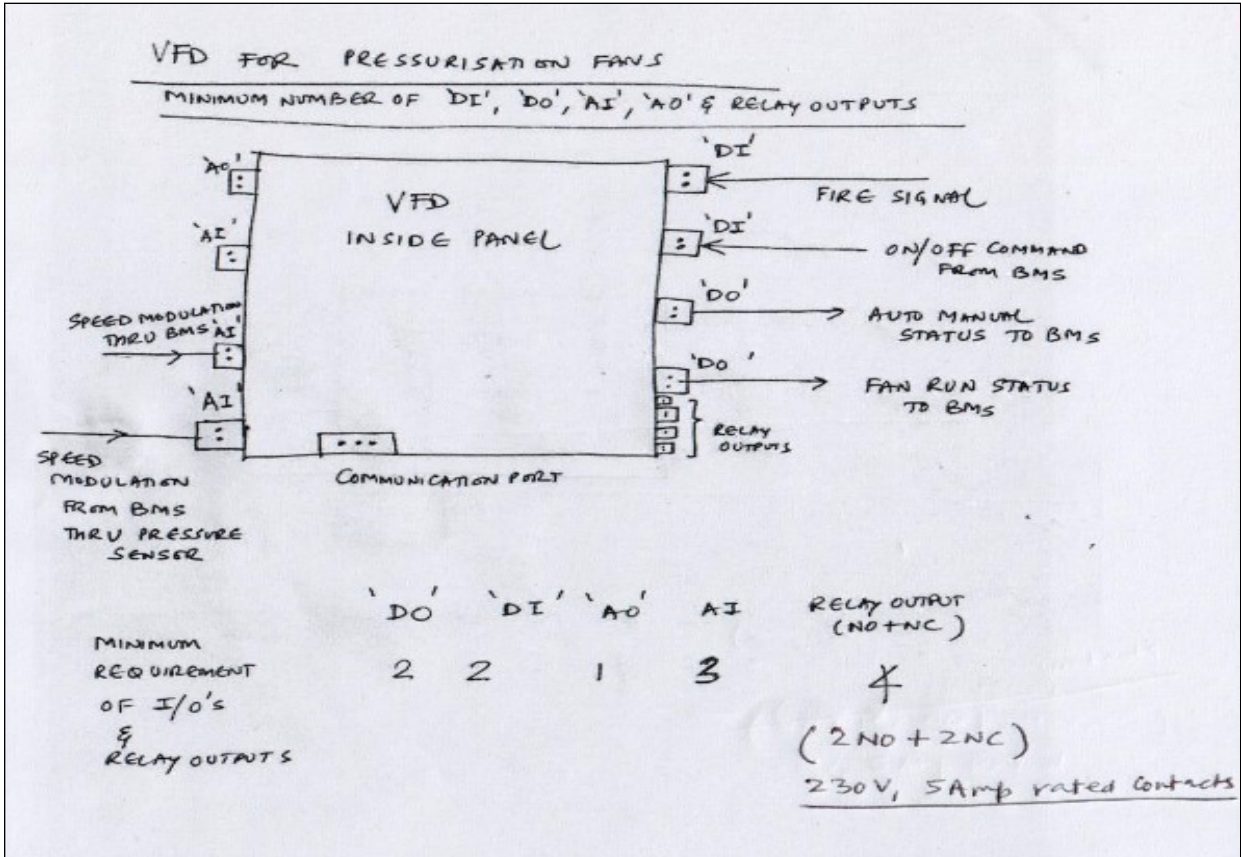 VFD FOR PRESSURISATION FANS
MINIMUM NUMBER OF 'DI', 'DO', 'AI', 'AO' & RELAY OUTPUTS
'AO'
'AI'
SPEED MODULATION
THRU BMS 'AI'
'AI'
SPEED
MODULATION
FROM BMS
THRU PRESSURE
SENSOR
VFD
INSIDE PANEL
COMMUNICATION PORT
'DI'
FIRE SIGNAL
'DI'
ON/OFF COMMAND
FROM BMS
'DO'
AUTO MANUAL
STATUS TO BMS
'DO'
FAN RUN STATUS
TO BMS
RELAY
OUTPUTS
'DO' 'DI' 'AO' AI RELAY OUTPUT
(NO+NC)
MINIMUM
REQUIREMENT 2 2 1 3 4
OF I/O'S
&
RELAY OUTPUTS
(2NO + 2NC)
230V, 5Amp rated contacts